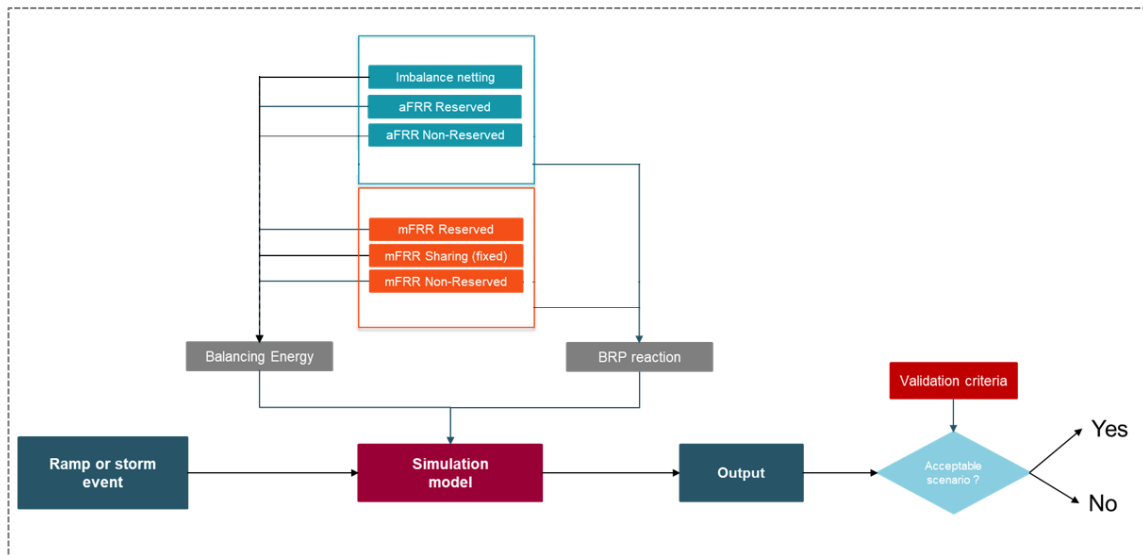 Imbalance netting
aFRR Reserved
aFRR Non-Reserved
mFRR Reserved
mFRR Sharing (fixed)
mFRR Non-Reserved
Balancing Energy
BRP reaction
Validation criteria
Ramp or storm
event
Simulation
model
Output
Acceptable
scenario ?
Yes
No